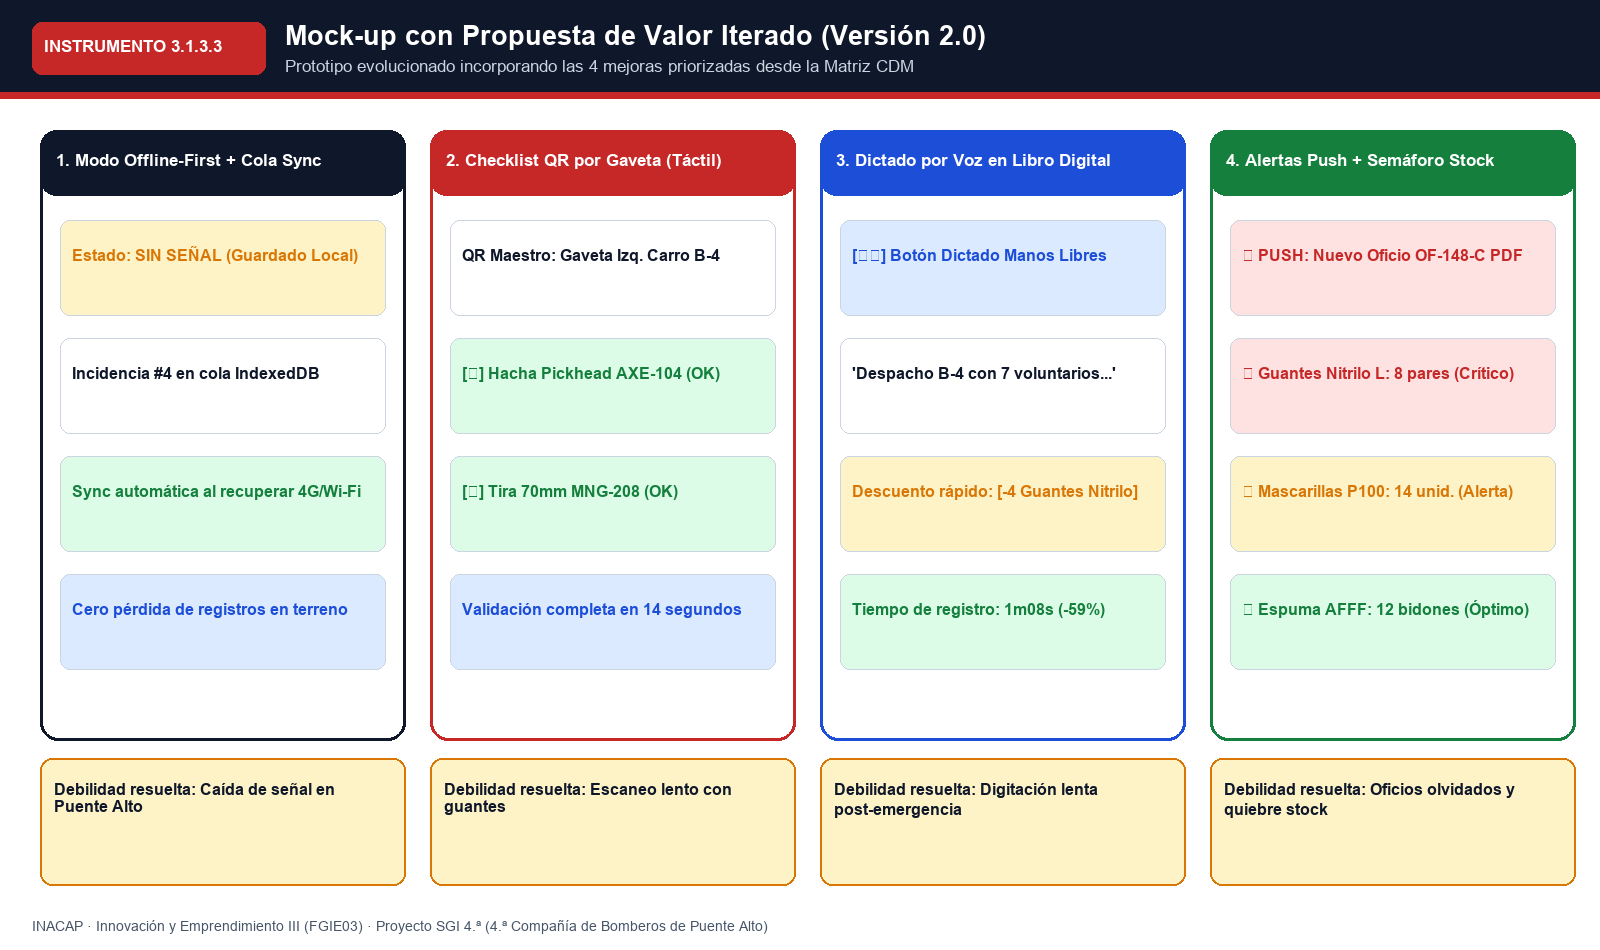 INSTRUMENTO 3.1.3.3
Mock-up con Propuesta de Valor Iterado (Versión 2.0)
Prototipo evolucionado incorporando las 4 mejoras priorizadas desde la Matriz CDM
1. Modo Offline-First + Cola Sync
Estado: SIN SEÑAL (Guardado Local)
Incidencia #4 en cola IndexedDB
Sync automática al recuperar 4G/Wi-Fi
Cero pérdida de registros en terreno
Debilidad resuelta: Caída de señal en
Puente Alto
2. Checklist QR por Gaveta (Táctil)
QR Maestro: Gaveta Izq. Carro B-4
[▯] Hacha Pickhead AXE-104 (OK)
[▯] Tira 70mm MNG-208 (OK)
Validación completa en 14 segundos
Debilidad resuelta: Escaneo lento con
guantes
3. Dictado por Voz en Libro Digital
[▯▯] Botón Dictado Manos Libres
'Despacho B-4 con 7 voluntarios...'
Descuento rápido: [-4 Guantes Nitrilo]
Tiempo de registro: 1m08s (-59%)
Debilidad resuelta: Digitación lenta
post-emergencia
4. Alertas Push + Semáforo Stock
▯ PUSH: Nuevo Oficio OF-148-C PDF
▯ Guantes Nitrilo L: 8 pares (Crítico)
▯ Mascarillas P100: 14 unid. (Alerta)
▯ Espuma AFFF: 12 bidones (Óptimo)
Debilidad resuelta: Oficios olvidados y
quiebre stock
INACAP · Innovación y Emprendimiento III (FGIE03) · Proyecto SGI 4.ª (4.ª Compañía de Bomberos de Puente Alto)